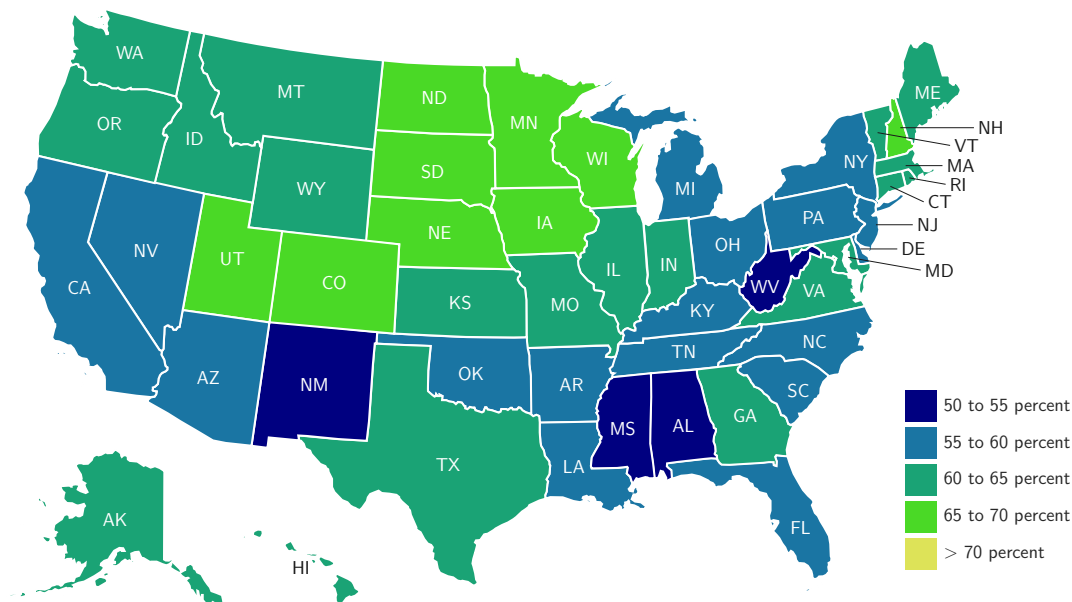 WA
MT
ND
MN
ME
OR
ID
SD
WI
NH
VT
WY
MI
NY
MA
RI
CT
NE
IA
PA
NJ
NV
UT
OH
DE
IL
IN
MD
CO
CA
WV
VA
KS
MO
KY
NC
TN
AZ
NM
OK
AR
SC
MS
AL
GA
TX
LA
AK
FL
HI
50 to 55 percent
55 to 60 percent
60 to 65 percent
65 to 70 percent
> 70 percent